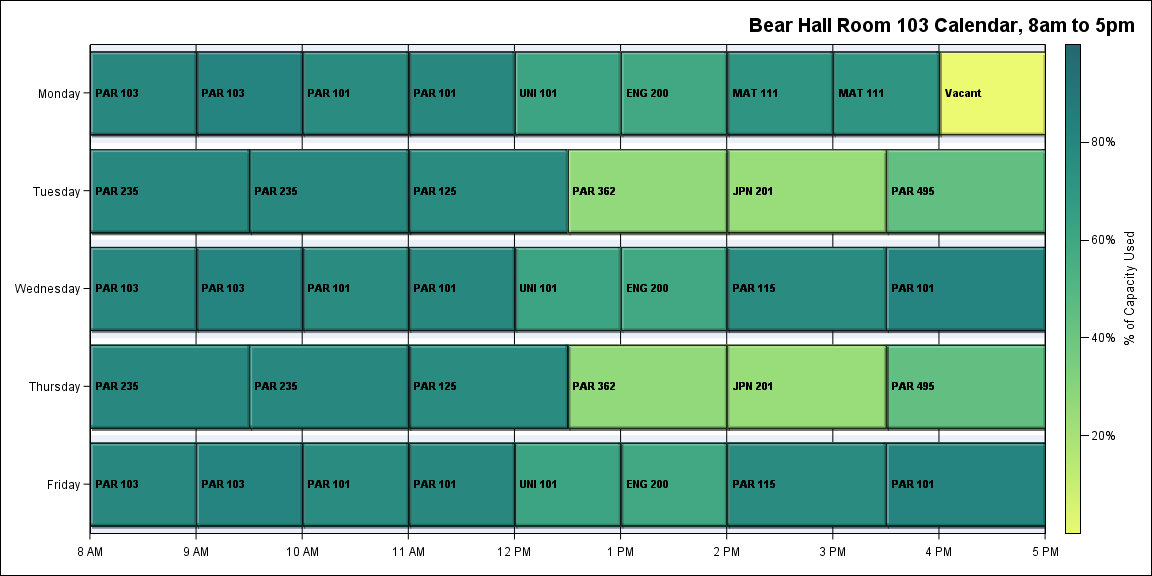 Bear Hall Room 103 Calendar, 8am to 5pm
Monday
PAR 103
PAR 103
PAR 101
PAR 101
UNI 101
ENG 200
MAT 111
MAT 111
Vacant
Tuesday
PAR 235
PAR 235
PAR 125
PAR 362
JPN 201
PAR 495
Wednesday
PAR 103
PAR 103
PAR 101
PAR 101
UNI 101
ENG 200
PAR 115
PAR 101
Thursday
PAR 235
PAR 235
PAR 125
PAR 362
JPN 201
PAR 495
Friday
PAR 103
PAR 103
PAR 101
PAR 101
UNI 101
ENG 200
PAR 115
PAR 101
8 AM
9 AM
10 AM
11 AM
12 PM
1 PM
2 PM
3 PM
4 PM
5 PM
80%
60%
40%
20%
% of Capacity Used